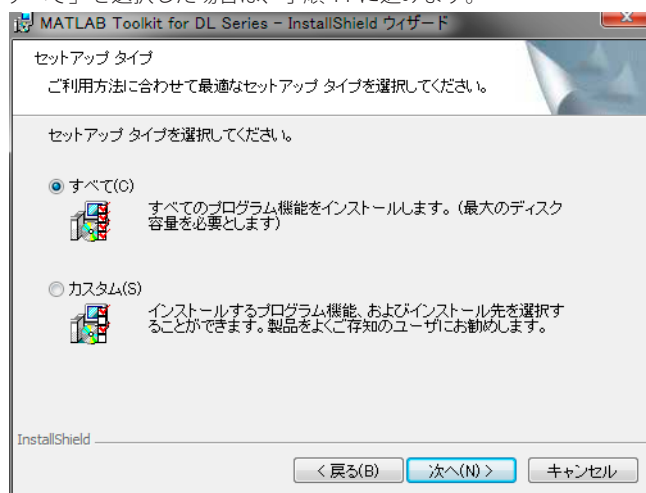 MATLAB Toolkit for DL Series - InstallShield ウィザード
セットアップ タイプ
ご利用方法に合わせて最適なセットアップ タイプを選択してください。
セットアップ タイプを選択してください。
すべて(C)
すべてのプログラム機能をインストールします。(最大のディスク
容量を必要とします)
カスタム(S)
インストールするプログラム機能、およびインストール先を選択す
ることができます。製品をよくご存知のユーザにお勧めします。
InstallShield
< 戻る(B)
次へ(N) >
キャンセル